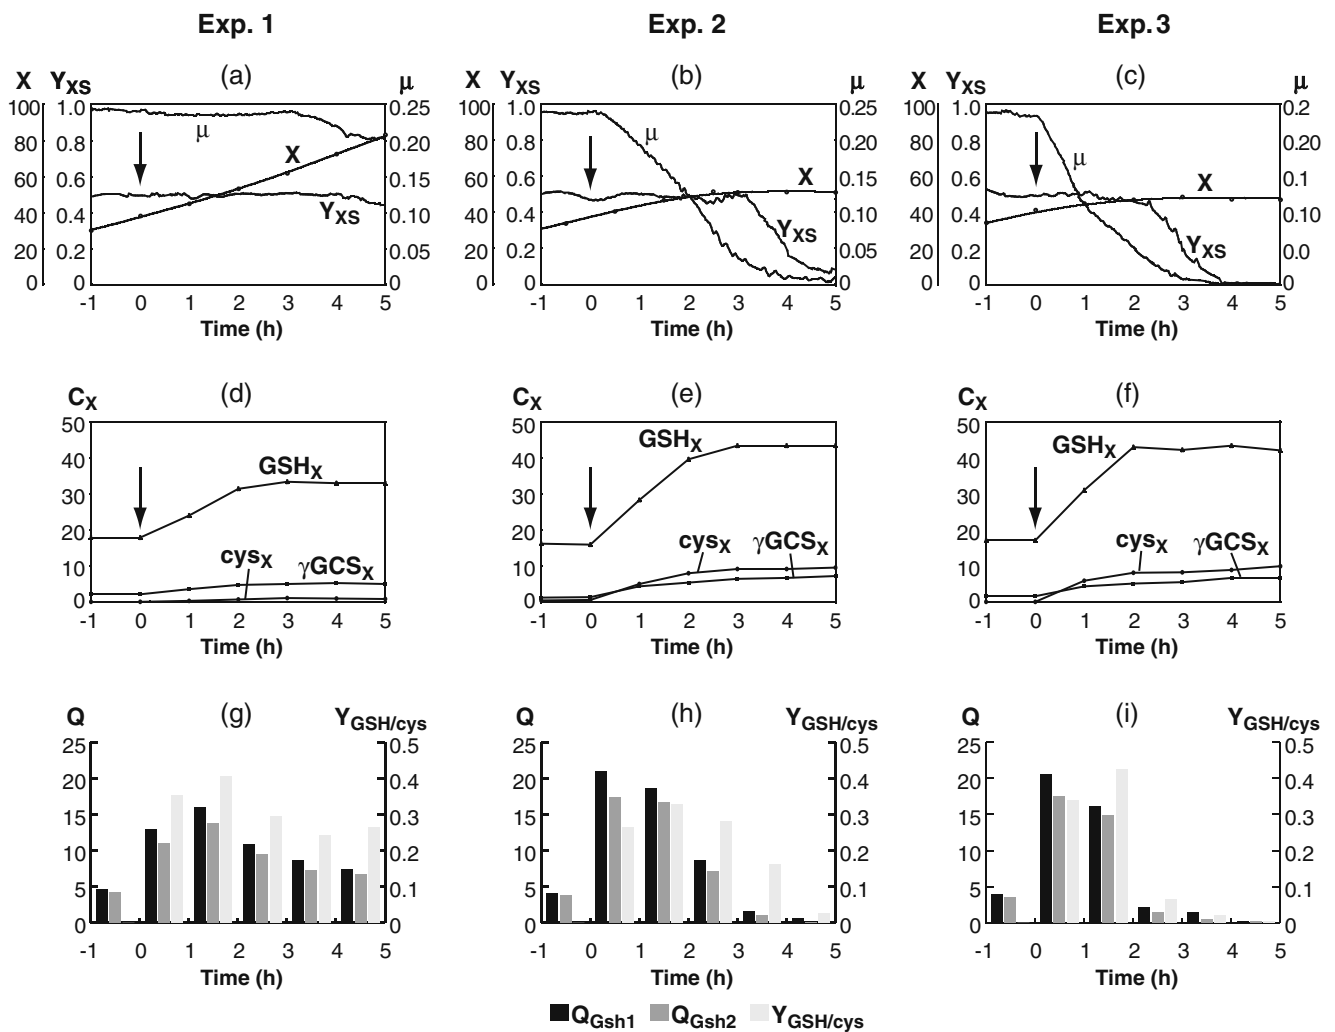 Exp. 1 Exp. 2 Exp. 3
X Y_XS (a) μ X Y_XS (b) μ X Y_XS (c) μ
100 1.0 0.25 100 1.0 0.25 100 1.0 0.2
80 0.8 0.20 80 0.8 0.20 80 0.8 0.20
μ μ μ
X X X
60 0.6 0.15 60 0.6 0.15 60 0.6 0.1
40 0.4 0.10 40 0.4 0.10 40 0.4 0.10
Y_XS Y_XS Y_XS
20 0.2 0.05 20 0.2 0.05 20 0.2 0.0
0 0 0 0 0 0 0 0 0
-1 0 1 2 3 4 5 -1 0 1 2 3 4 5 -1 0 1 2 3 4 5
Time (h) Time (h) Time (h)
C_X (d) C_X (e) C_X (f)
50 50 50
40 40 40
GSH_X GSH_X GSH_X
30 30 30
20 20 20
cys_X γGCS_X cys_X γGCS_X cys_X γGCS_X
10 10 10
0 0 0
-1 0 1 2 3 4 5 -1 0 1 2 3 4 5 -1 0 1 2 3 4 5
Time (h) Time (h) Time (h)
Q (g) Y_GSH/cys Q (h) Y_GSH/cys Q (i) Y_GSH/cys
25 0.5 25 0.5 25 0.5
20 0.4 20 0.4 20 0.4
15 0.3 15 0.3 15 0.3
10 0.2 10 0.2 10 0.2
5 0.1 5 0.1 5 0.1
0 0 0 0 0 0
-1 0 1 2 3 4 5 -1 0 1 2 3 4 5 -1 0 1 2 3 4 5
Time (h) Time (h) Time (h)
Q_Gsh1 Q_Gsh2 Y_GSH/cys